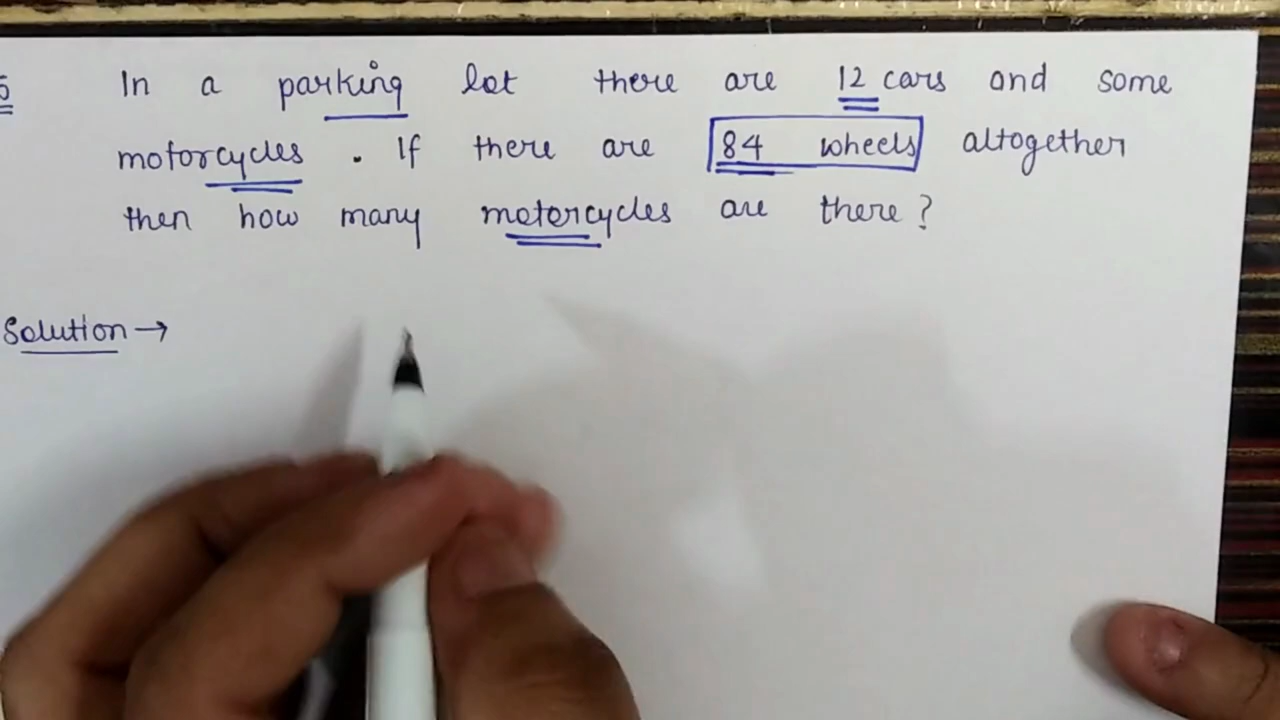 5 In a parking lot there are 12 cars and some
motorcycles . If there are 84 wheels altogether
then how many motorcycles are there ?
Solution →